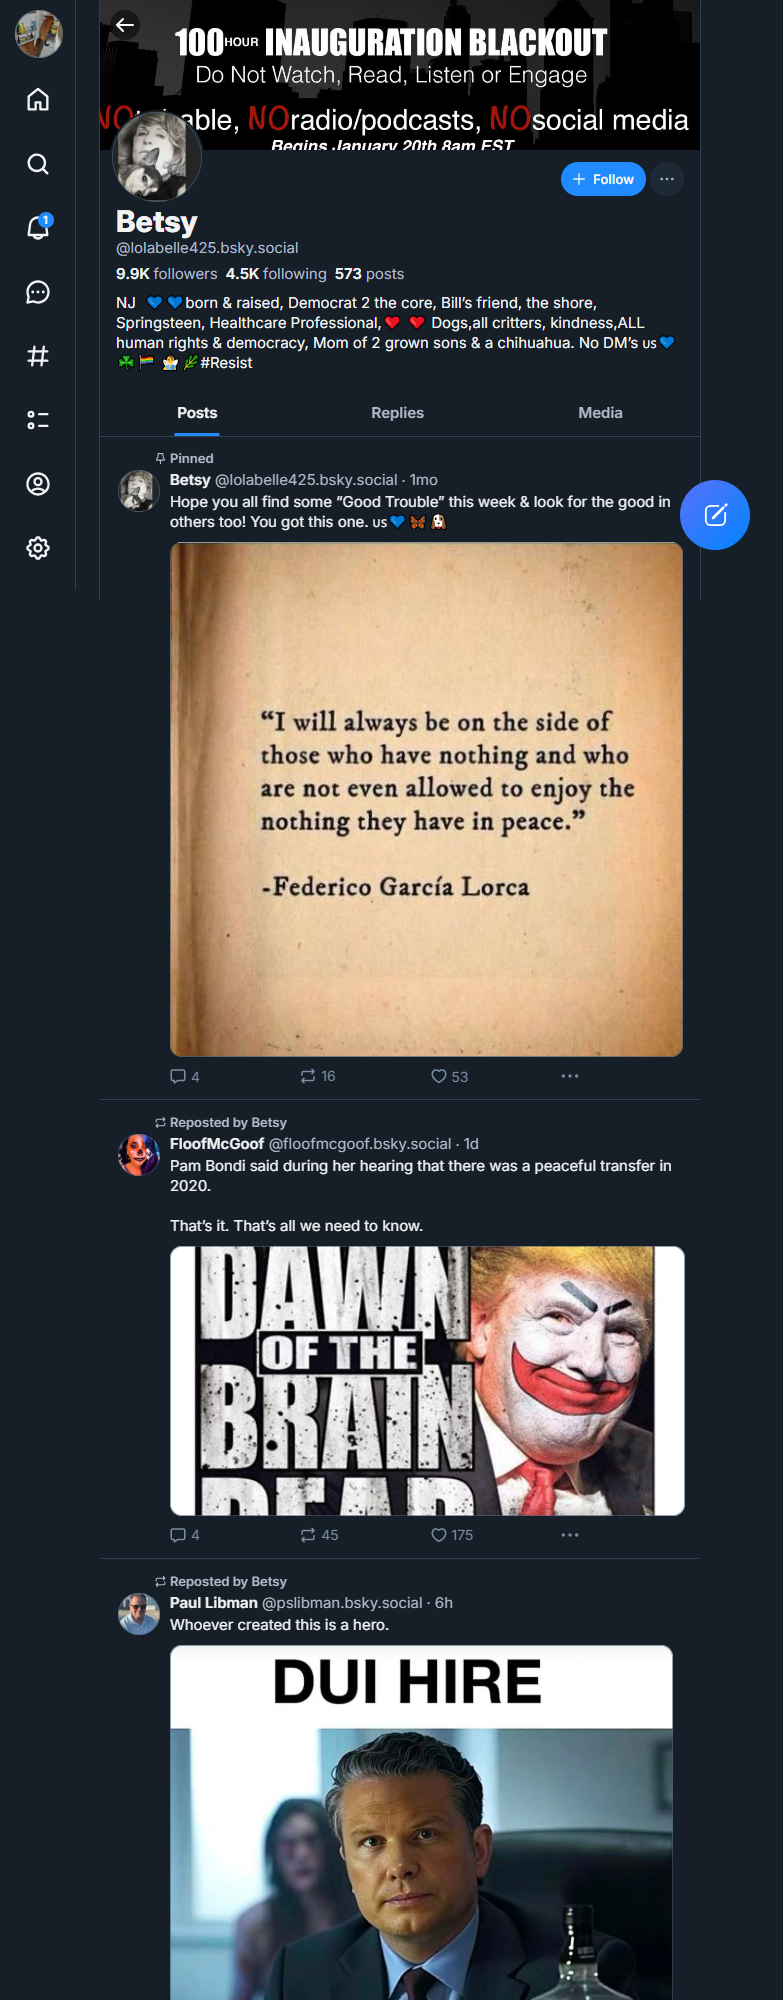 100HOUR INAUGURATION BLACKOUT
Do Not Watch, Read, Listen or Engage
NO able, NOradio/podcasts, NOsocial media
Begins January 20th 8am EST
+ Follow
Betsy
@lolabelle425.bsky.social
9.9K followers 4.5K following 573 posts
NJ 💙💙born & raised, Democrat 2 the core, Bill's friend, the shore,
Springsteen, Healthcare Professional,❤️ ❤️ Dogs,all critters, kindness,ALL
human rights & democracy, Mom of 2 grown sons & a chihuahua. No DM's us💙
☘️🏳️‍🌈 👼🌿#Resist
1
Posts Replies Media
Pinned
Betsy @lolabelle425.bsky.social · 1mo
Hope you all find some “Good Trouble” this week & look for the good in
others too! You got this one. us💙🦋🐶
“I will always be on the side of
those who have nothing and who
are not even allowed to enjoy the
nothing they have in peace.”
-Federico García Lorca
4 16 53
Reposted by Betsy
FloofMcGoof @floofmcgoof.bsky.social · 1d
Pam Bondi said during her hearing that there was a peaceful transfer in
2020.
That's it. That's all we need to know.
DAWN
OF THE
BRAIN
DEAD
4 45 175
Reposted by Betsy
Paul Libman @pslibman.bsky.social · 6h
Whoever created this is a hero.
DUI HIRE